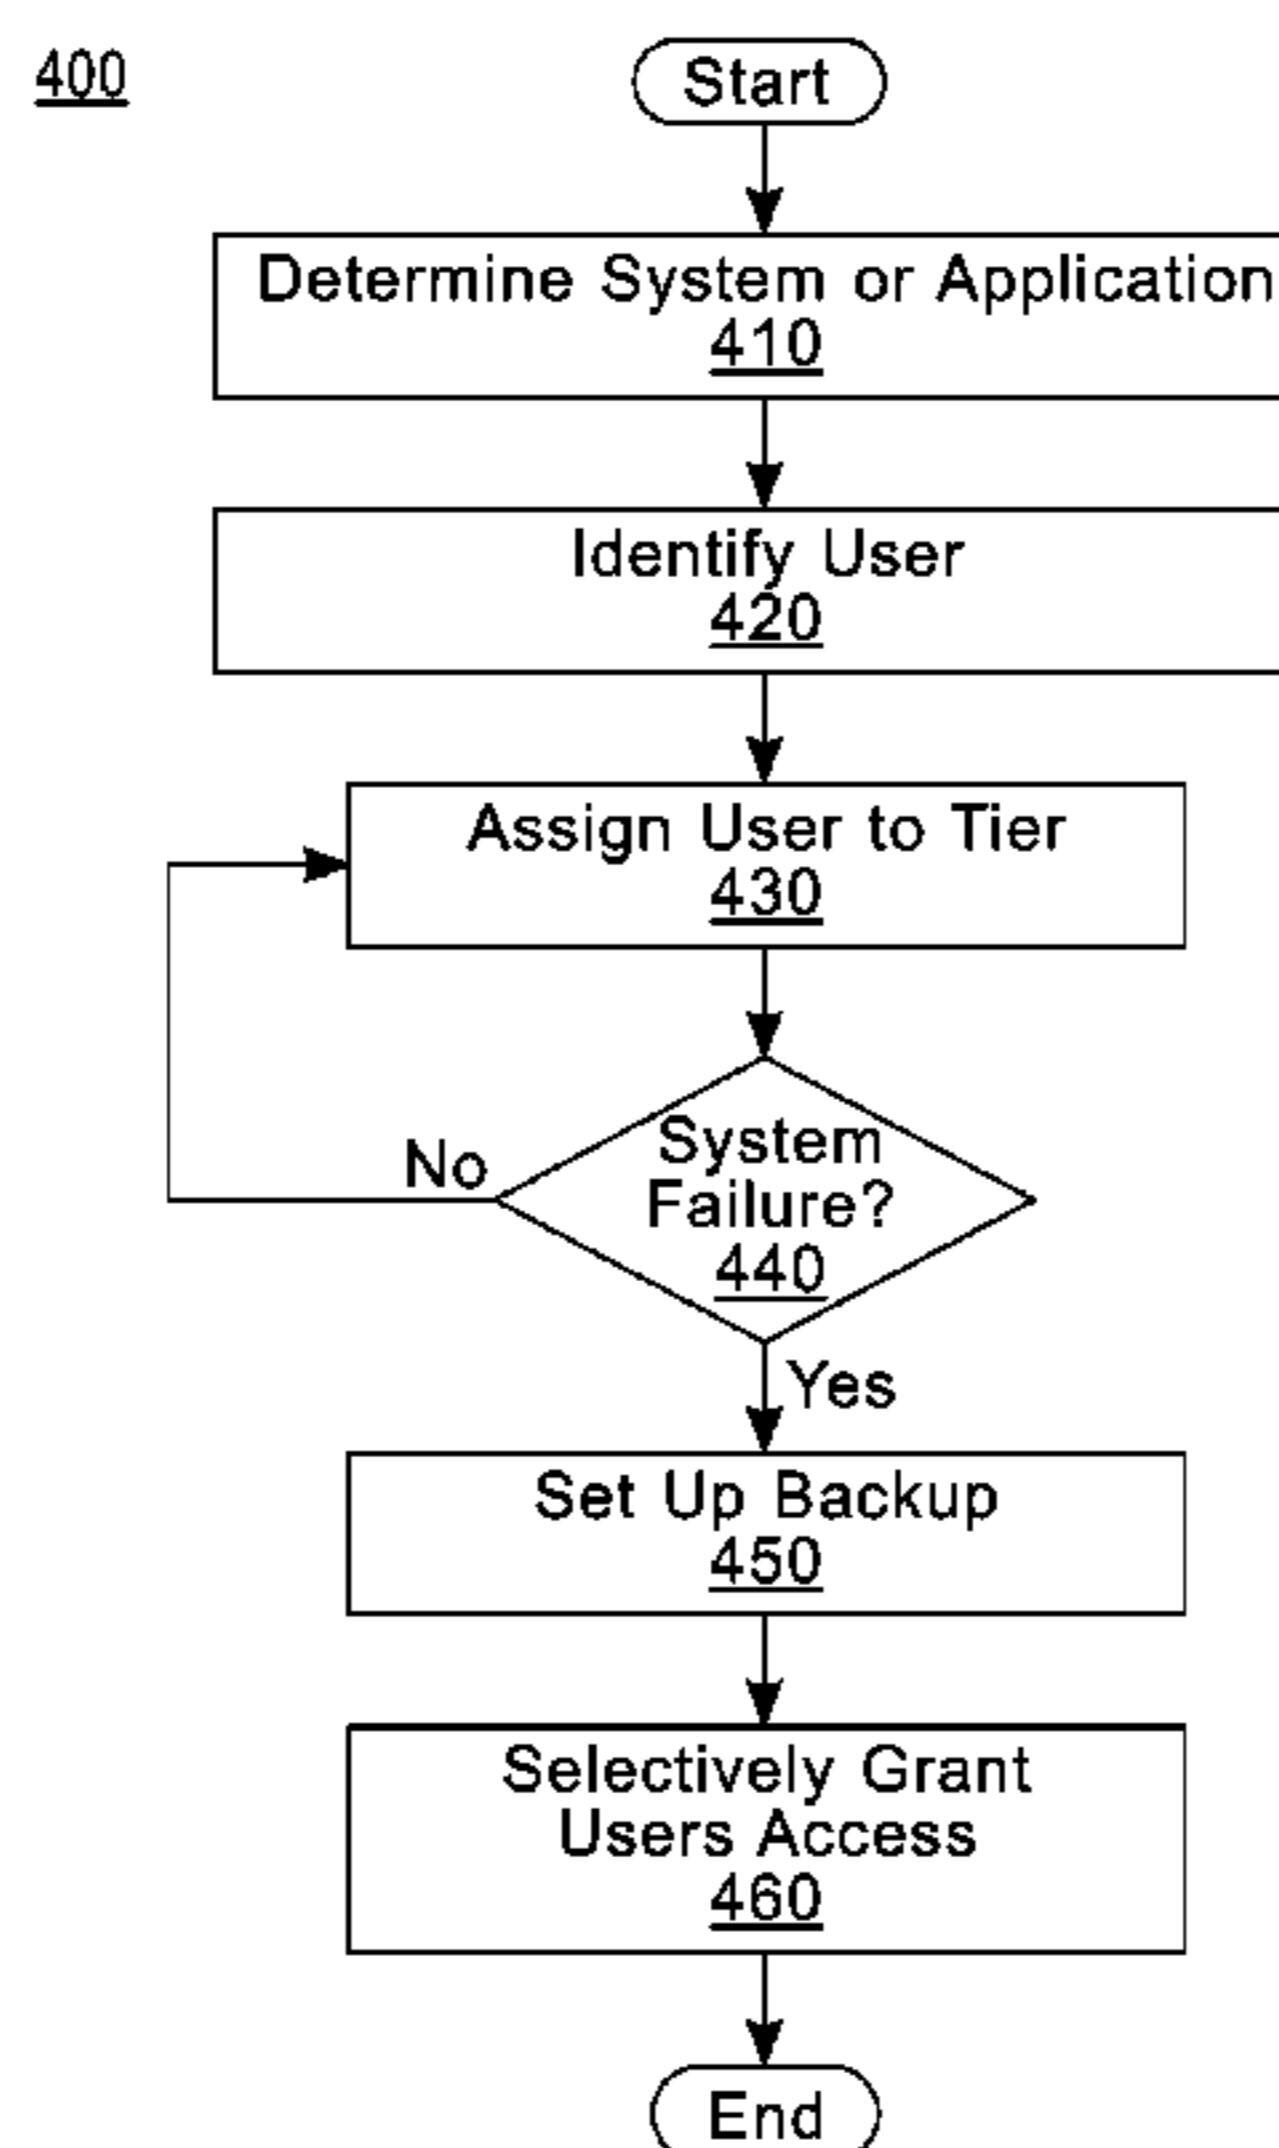 400
Start
Determine System or Application
410
Identify User
420
Assign User to Tier
430
System
Failure?
440
No
Yes
Set Up Backup
450
Selectively Grant
Users Access
460
End